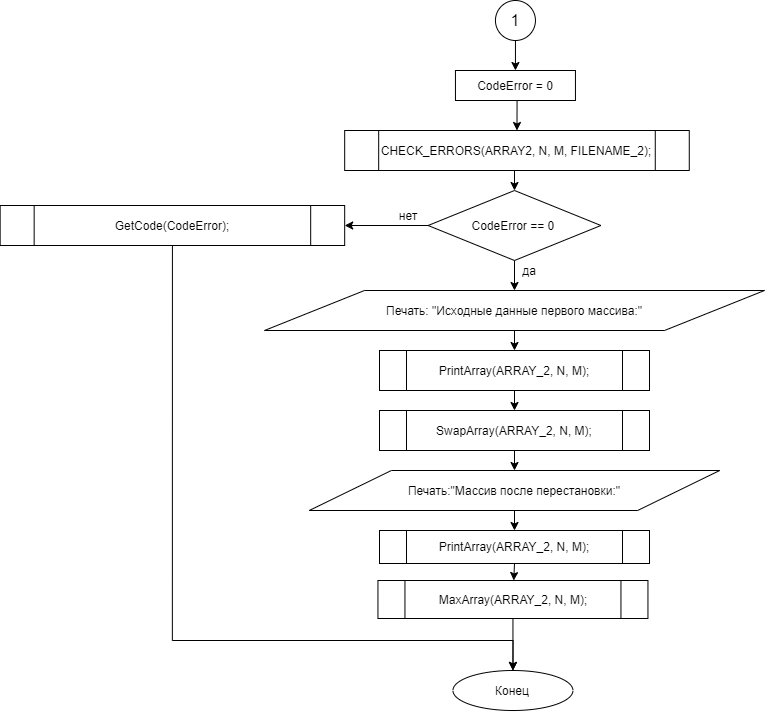 1
CodeError = 0
CHECK_ERRORS(ARRAY2, N, M, FILENAME_2);
нет
GetCode(CodeError);
CodeError == 0
да
Печать: "Исходные данные первого массива:"
PrintArray(ARRAY_2, N, M);
SwapArray(ARRAY_2, N, M);
Печать:"Массив после перестановки:"
PrintArray(ARRAY_2, N, M);
MaxArray(ARRAY_2, N, M);
Конец